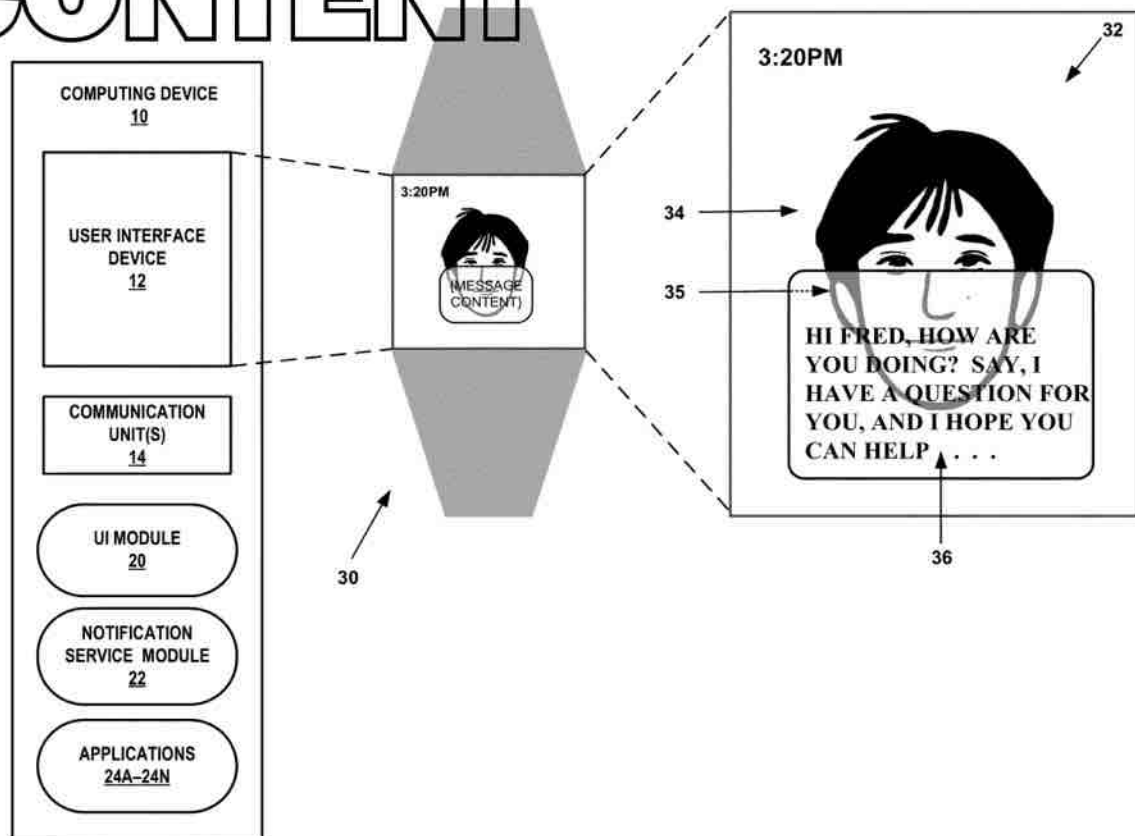 CONTENT
COMPUTING DEVICE
10
USER INTERFACE
DEVICE
12
COMMUNICATION
UNIT(S)
14
UI MODULE
20
NOTIFICATION
SERVICE MODULE
22
APPLICATIONS
24A–24N
3:20PM
(MESSAGE
CONTENT)
30
3:20PM
32
34
35
HI FRED, HOW ARE
YOU DOING? SAY, I
HAVE A QUESTION FOR
YOU, AND I HOPE YOU
CAN HELP . . . .
36